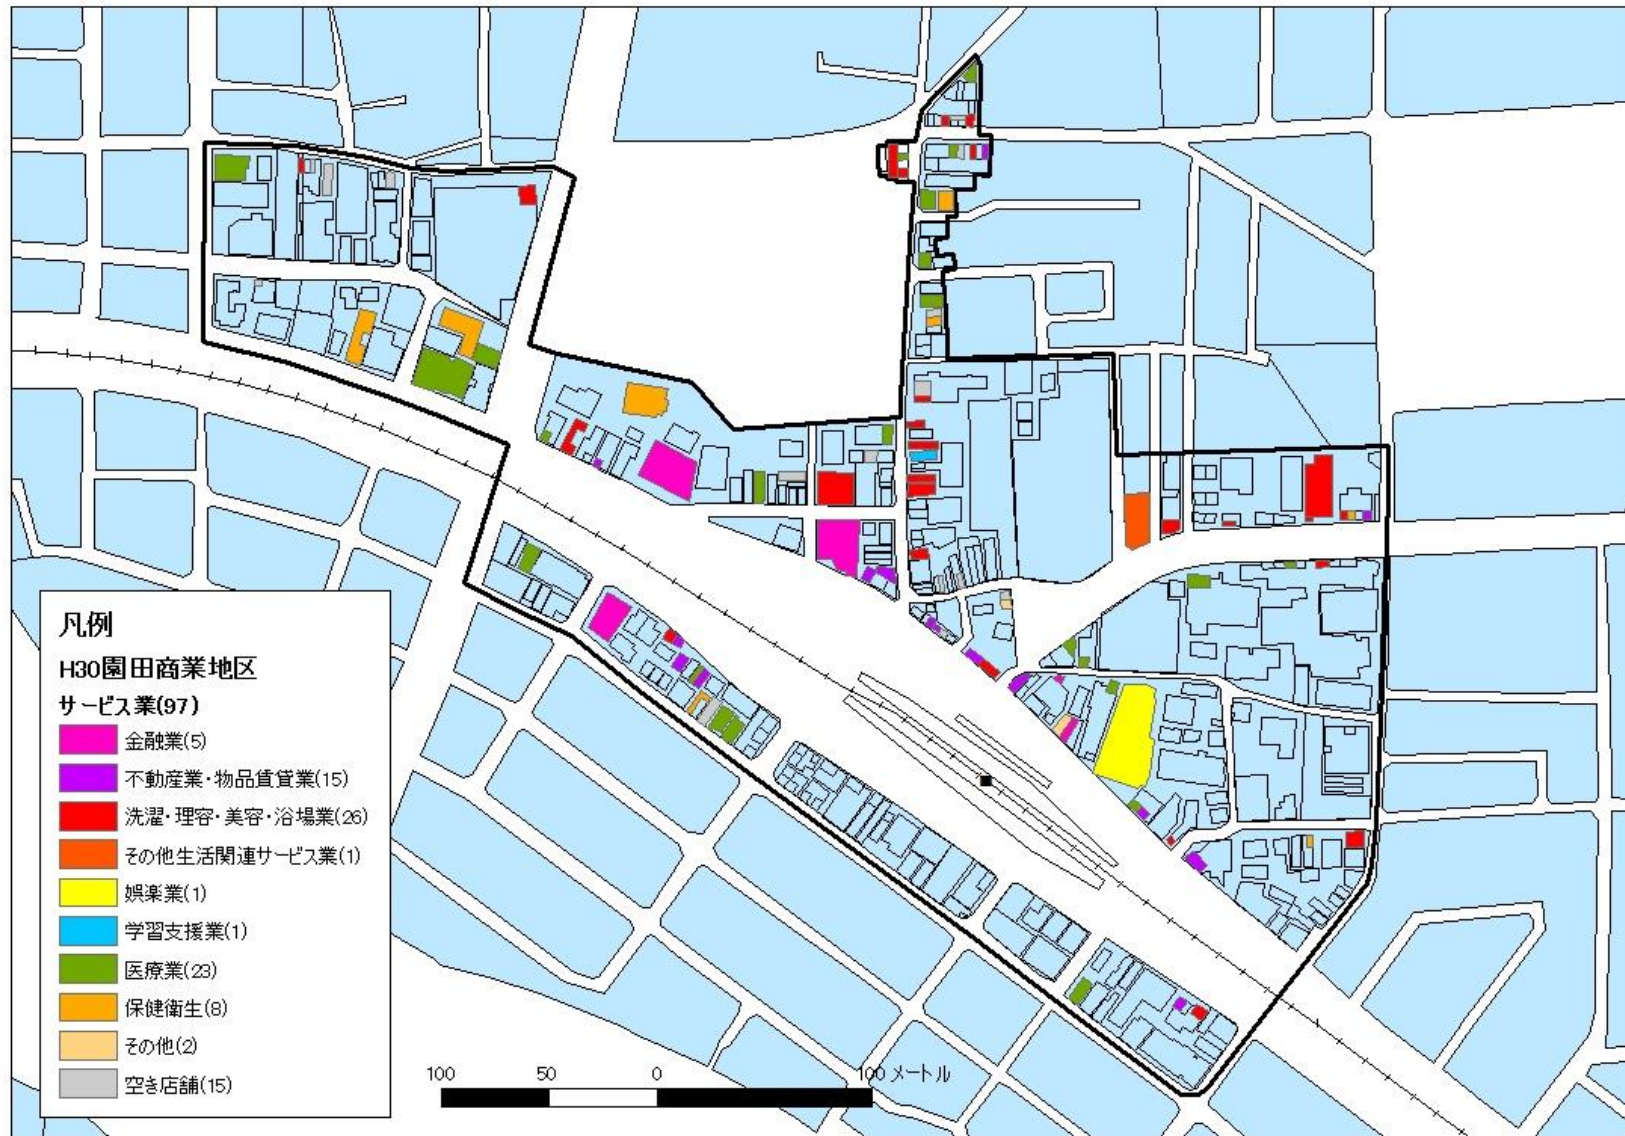 凡例
H30園田商業地区
サービス業(97)
金融業(5)
不動産業・物品賃貸業(15)
洗濯・理容・美容・浴場業(26)
その他生活関連サービス業(1)
娯楽業(1)
学習支援業(1)
医療業(23)
保健衛生(8)
その他(2)
空き店舗(15)
100 50 0 100 メートル